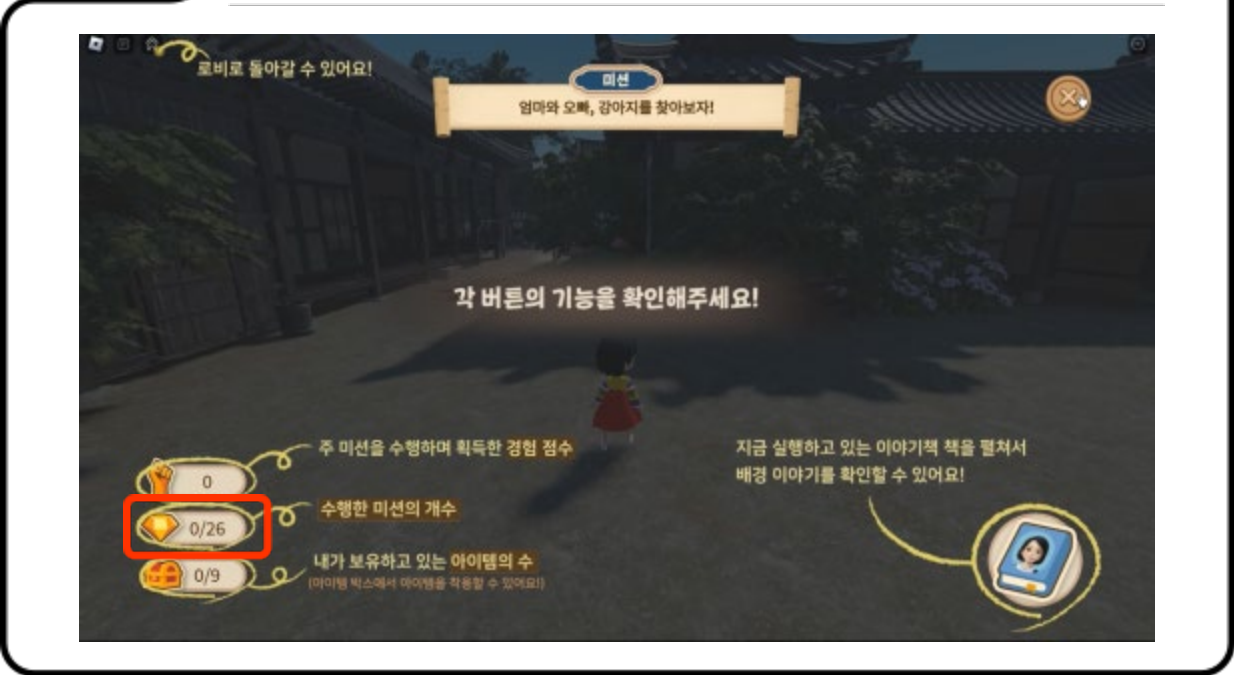 로비로 돌아갈 수 있어요!
미션
엄마와 오빠, 강아지를 찾아보자!
각 버튼의 기능을 확인해주세요!
주 미션을 수행하며 획득한 경험 점수
0
수행한 미션의 개수
0/26
내가 보유하고 있는 아이템의 수
(아이템 박스에서 아이템을 착용할 수 있어요!)
0/9
지금 실행하고 있는 이야기책 책을 펼쳐서
배경 이야기를 확인할 수 있어요!